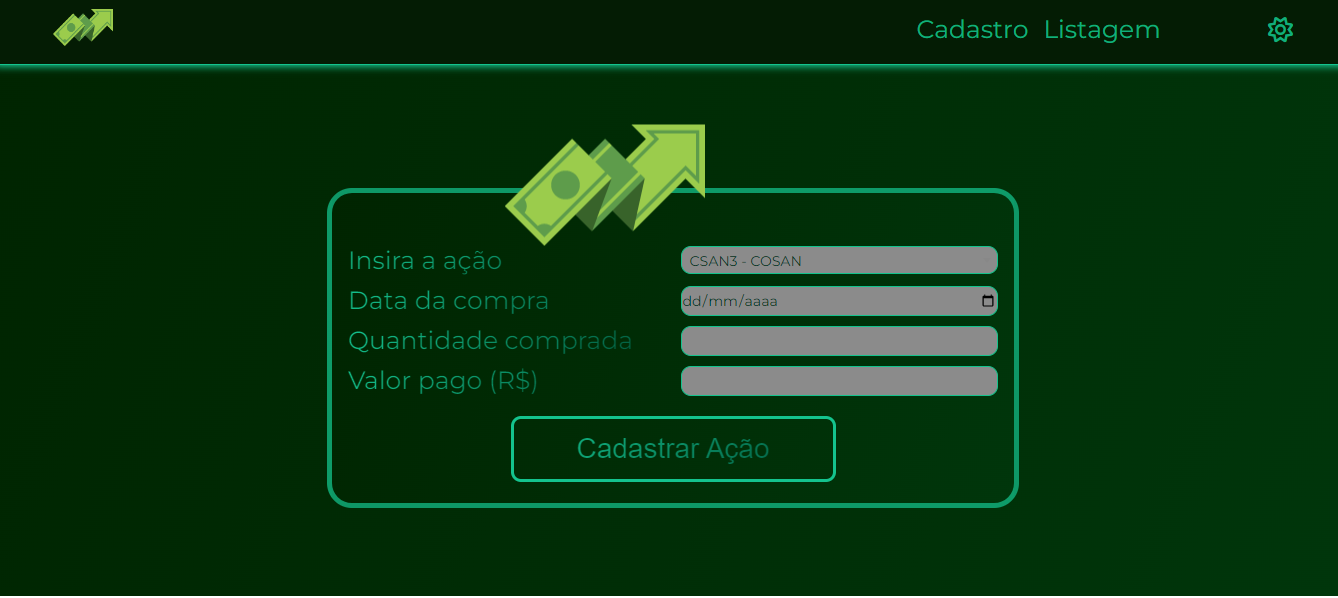 Cadastro Listagem
Insira a ação
CSAN3 - COSAN
Data da compra
dd/mm/aaaa
Quantidade comprada
Valor pago (R$)
Cadastrar Ação